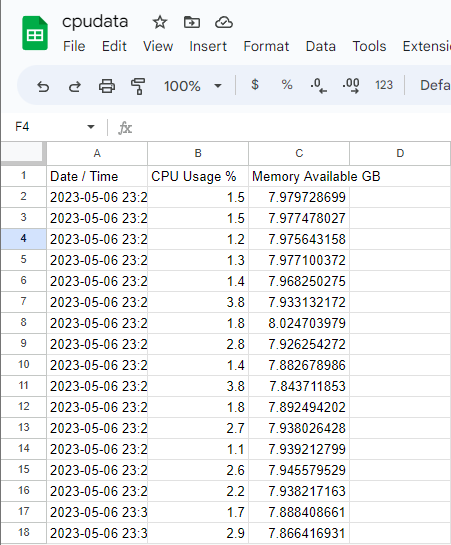 cpudata
File Edit View Insert Format Data Tools Extensi
100% $ % .0 .00 123 Defa
F4 fx
A B C D
1 Date / Time CPU Usage % Memory Available GB
2 2023-05-06 23:2 1.5 7.979728699
3 2023-05-06 23:2 1.5 7.977478027
4 2023-05-06 23:2 1.2 7.975643158
5 2023-05-06 23:2 1.3 7.977100372
6 2023-05-06 23:2 1.4 7.968250275
7 2023-05-06 23:2 3.8 7.933132172
8 2023-05-06 23:2 1.8 8.024703979
9 2023-05-06 23:2 2.8 7.926254272
10 2023-05-06 23:2 1.4 7.882678986
11 2023-05-06 23:2 3.8 7.843711853
12 2023-05-06 23:2 1.8 7.892494202
13 2023-05-06 23:2 2.7 7.938026428
14 2023-05-06 23:2 1.1 7.939212799
15 2023-05-06 23:2 2.6 7.945579529
16 2023-05-06 23:2 2.2 7.938217163
17 2023-05-06 23:3 1.7 7.888408661
18 2023-05-06 23:3 2.9 7.866416931